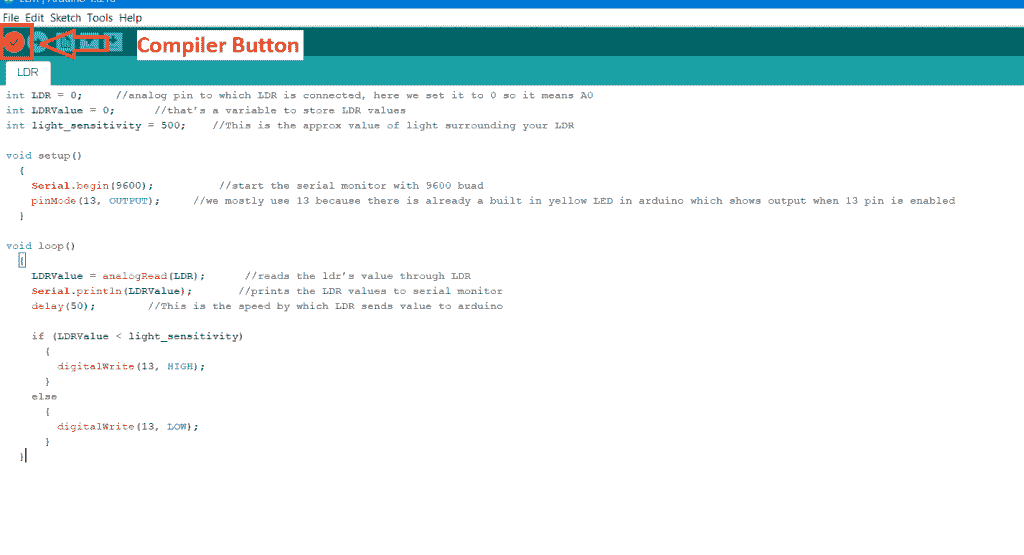 File Edit Sketch Tools Help
Compiler Button
LDR
int LDR = 0;      //analog pin to which LDR is connected, here we set it to 0 so it means A0
int LDRValue = 0;      //that's a variable to store LDR values
int light_sensitivity = 500;    //This is the approx value of light surrounding your LDR
void setup()
{
Serial.begin(9600);          //start the serial monitor with 9600 buad
pinMode(13, OUTPUT);     //we mostly use 13 because there is already a built in yellow LED in arduino which shows output when 13 pin is enabled
}
void loop()
{
LDRValue = analogRead(LDR);      //reads the ldr's value through LDR
Serial.println(LDRValue);       //prints the LDR values to serial monitor
delay(50);        //This is the speed by which LDR sends value to arduino
if (LDRValue < light_sensitivity)
{
digitalWrite(13, HIGH);
}
else
{
digitalWrite(13, LOW);
}
}